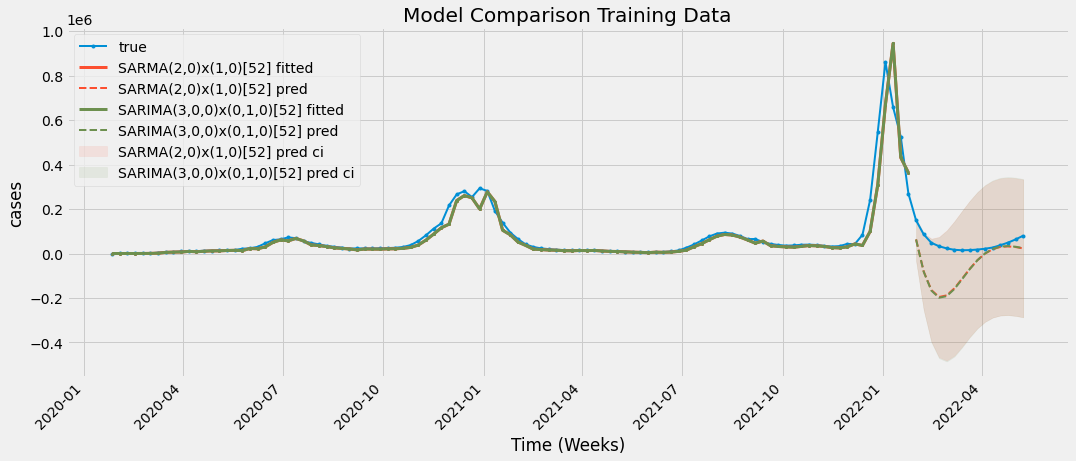 Model Comparison Training Data
1e6
true
SARMA(2,0)x(1,0)[52] fitted
SARMA(2,0)x(1,0)[52] pred
SARIMA(3,0,0)x(0,1,0)[52] fitted
SARIMA(3,0,0)x(0,1,0)[52] pred
SARMA(2,0)x(1,0)[52] pred ci
SARIMA(3,0,0)x(0,1,0)[52] pred ci
1.0
0.8
0.6
0.4
0.2
0.0
−0.2
−0.4
cases
2020-01
2020-04
2020-07
2020-10
2021-01
2021-04
2021-07
2021-10
2022-01
2022-04
Time (Weeks)